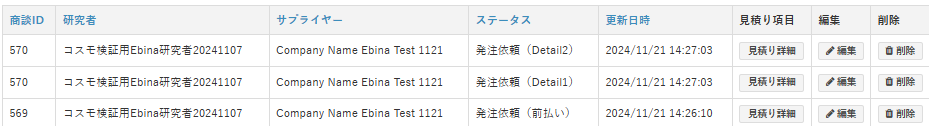 商談ID 研究者 サプライヤー ステータス 更新日時 見積り項目 編集 削除
570 コスモ検証用Ebina研究者20241107 Company Name Ebina Test 1121 発注依頼（Detail2） 2024/11/21 14:27:03 見積り詳細 編集 削除
570 コスモ検証用Ebina研究者20241107 Company Name Ebina Test 1121 発注依頼（Detail1） 2024/11/21 14:27:03 見積り詳細 編集 削除
569 コスモ検証用Ebina研究者20241107 Company Name Ebina Test 1121 発注依頼（前払い） 2024/11/21 14:26:10 見積り詳細 編集 削除